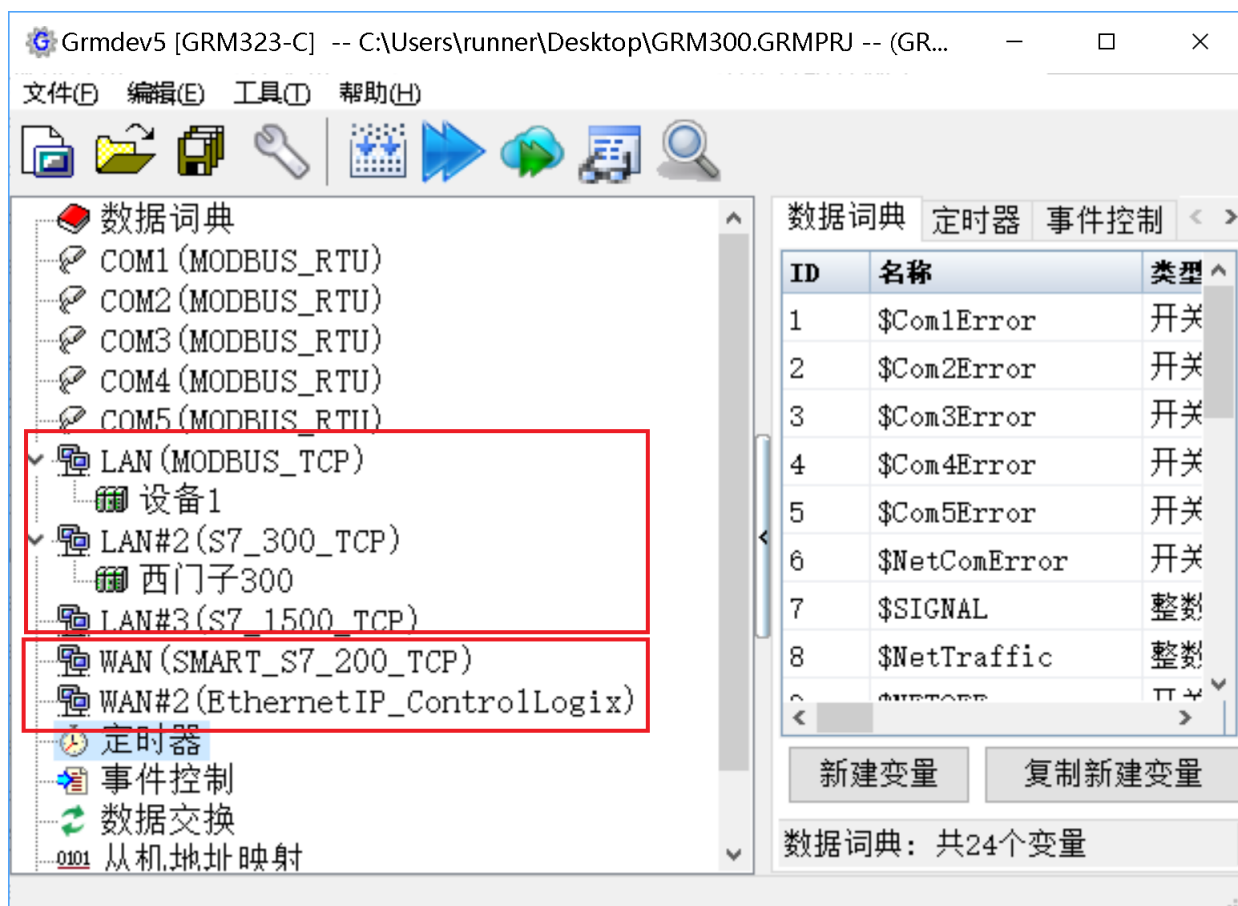 Grmdev5 [GRM323-C]  -- C:\Users\runner\Desktop\GRM300.GRMPRJ -- (GR...
文件(F) 编辑(E) 工具(T) 帮助(H)
数据词典
COM1(MODBUS_RTU)
COM2(MODBUS_RTU)
COM3(MODBUS_RTU)
COM4(MODBUS_RTU)
COM5(MODBUS_RTU)
LAN(MODBUS_TCP)
设备1
LAN#2(S7_300_TCP)
西门子300
LAN#3(S7_1500_TCP)
WAN(SMART_S7_200_TCP)
WAN#2(EthernetIP_ControlLogix)
定时器
事件控制
数据交换
0101 从机地址映射
数据词典 定时器 事件控制
ID 名称 类型
1 $Com1Error 开关
2 $Com2Error 开关
3 $Com3Error 开关
4 $Com4Error 开关
5 $Com5Error 开关
6 $NetComError 开关
7 $SIGNAL 整数
8 $NetTraffic 整数
新建变量 复制新建变量
数据词典: 共24个变量